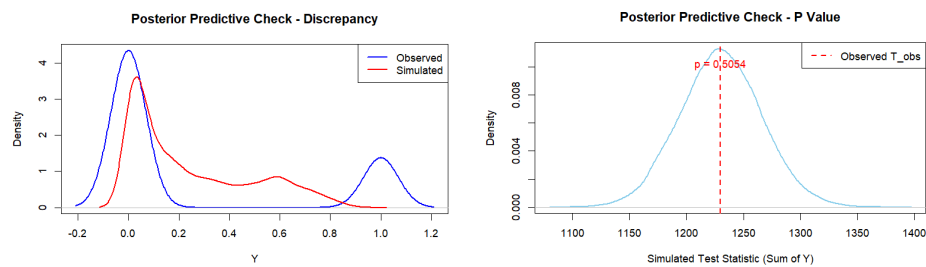 Posterior Predictive Check - Discrepancy
Observed
Simulated
Density
0 1 2 3 4
-0.2 0.0 0.2 0.4 0.6 0.8 1.0 1.2
Y
Posterior Predictive Check - P Value
Observed T_obs
p = 0.5054
Density
0.000 0.004 0.008
1100 1150 1200 1250 1300 1350 1400
Simulated Test Statistic (Sum of Y)